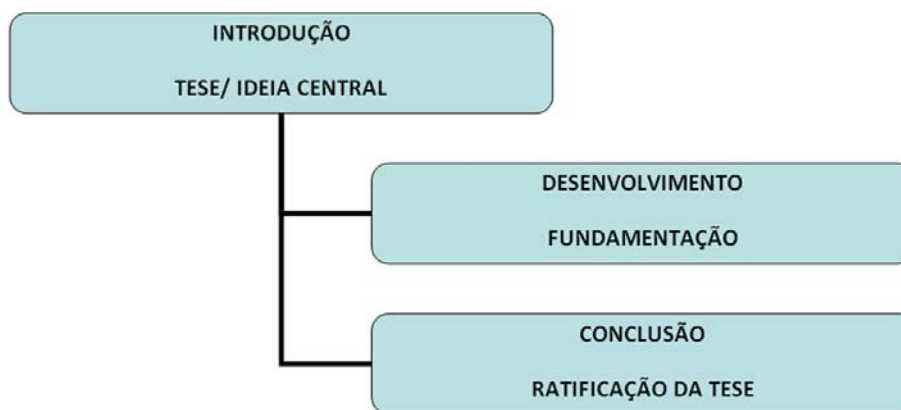 INTRODUÇÃO
TESE/ IDEIA CENTRAL
DESENVOLVIMENTO
FUNDAMENTAÇÃO
CONCLUSÃO
RATIFICAÇÃO DA TESE